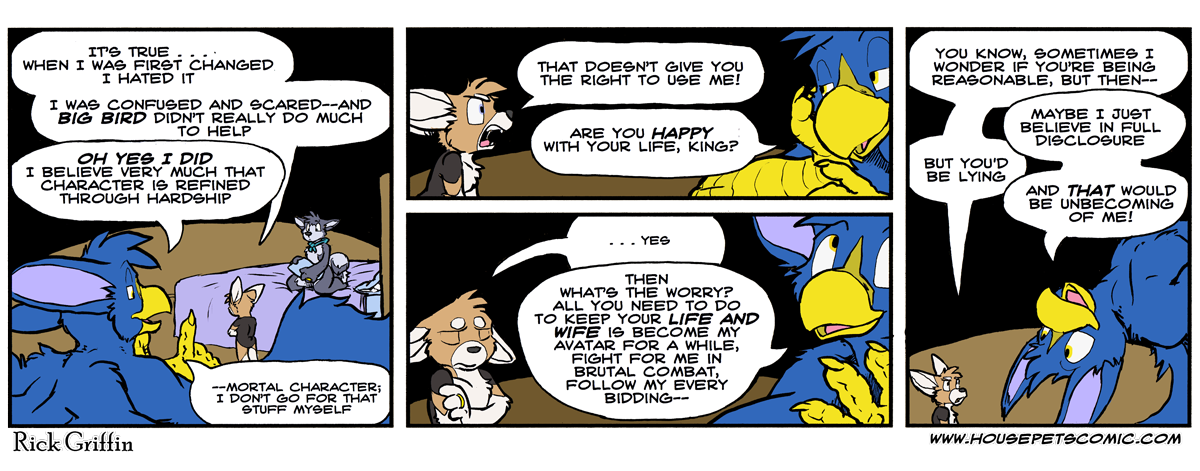 IT'S TRUE . . . .
WHEN I WAS FIRST CHANGED
I HATED IT
I WAS CONFUSED AND SCARED--AND
BIG BIRD DIDN'T REALLY DO MUCH
TO HELP
OH YES I DID
I BELIEVE VERY MUCH THAT
CHARACTER IS REFINED
THROUGH HARDSHIP
--MORTAL CHARACTER;
I DON'T GO FOR THAT
STUFF MYSELF
THAT DOESN'T GIVE YOU
THE RIGHT TO USE ME!
ARE YOU HAPPY
WITH YOUR LIFE, KING?
. . . YES
THEN
WHAT'S THE WORRY?
ALL YOU NEED TO DO
TO KEEP YOUR LIFE AND
WIFE IS BECOME MY
AVATAR FOR A WHILE,
FIGHT FOR ME IN
BRUTAL COMBAT,
FOLLOW MY EVERY
BIDDING--
YOU KNOW, SOMETIMES I
WONDER IF YOU'RE BEING
REASONABLE, BUT THEN--
MAYBE I JUST
BELIEVE IN FULL
DISCLOSURE
BUT YOU'D
BE LYING
AND THAT WOULD
BE UNBECOMING
OF ME!
Rick Griffin
WWW.HOUSEPETSCOMIC.COM